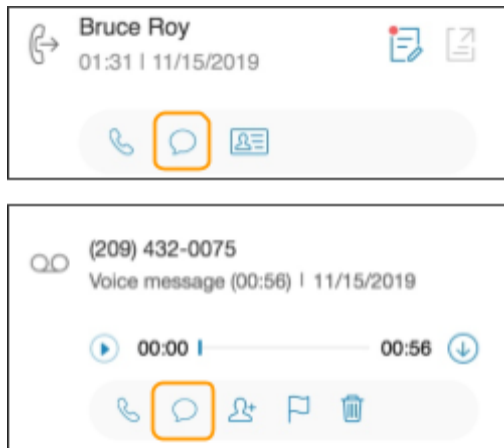 Bruce Roy
01:31 | 11/15/2019
(209) 432-0075
Voice message (00:56) | 11/15/2019
00:00 00:56